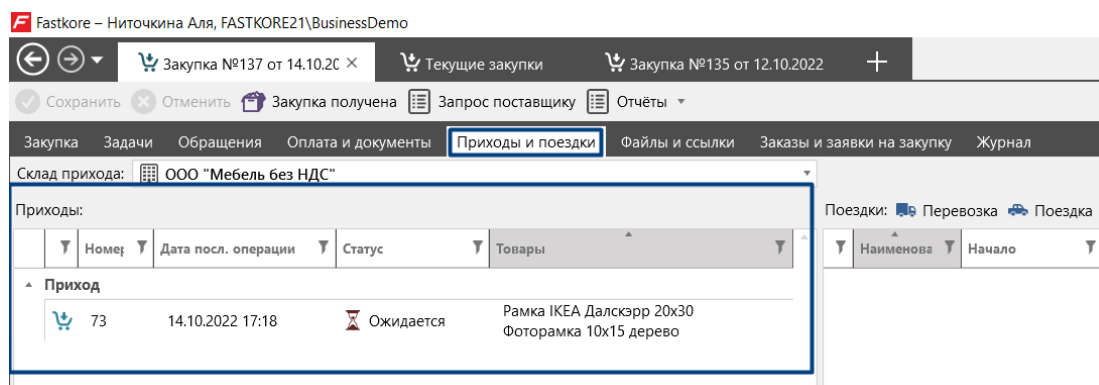 Fastkore – Ниточкина Аля, FASTKORE21\BusinessDemo
Закупка №137 от 14.10.20 Текущие закупки Закупка №135 от 12.10.2022
Сохранить Отменить Закупка получена Запрос поставщику Отчёты
Закупка Задачи Обращения Оплата и документы Приходы и поездки Файлы и ссылки Заказы и заявки на закупку Журнал
Склад прихода: ООО "Мебель без НДС"
Приходы: Поездки: Перевозка Поездка
Номер Дата посл. операции Статус Товары Наименова Начало
Приход
73 14.10.2022 17:18 Ожидается Рамка IKEA Далскэрр 20x30
Фоторамка 10x15 дерево